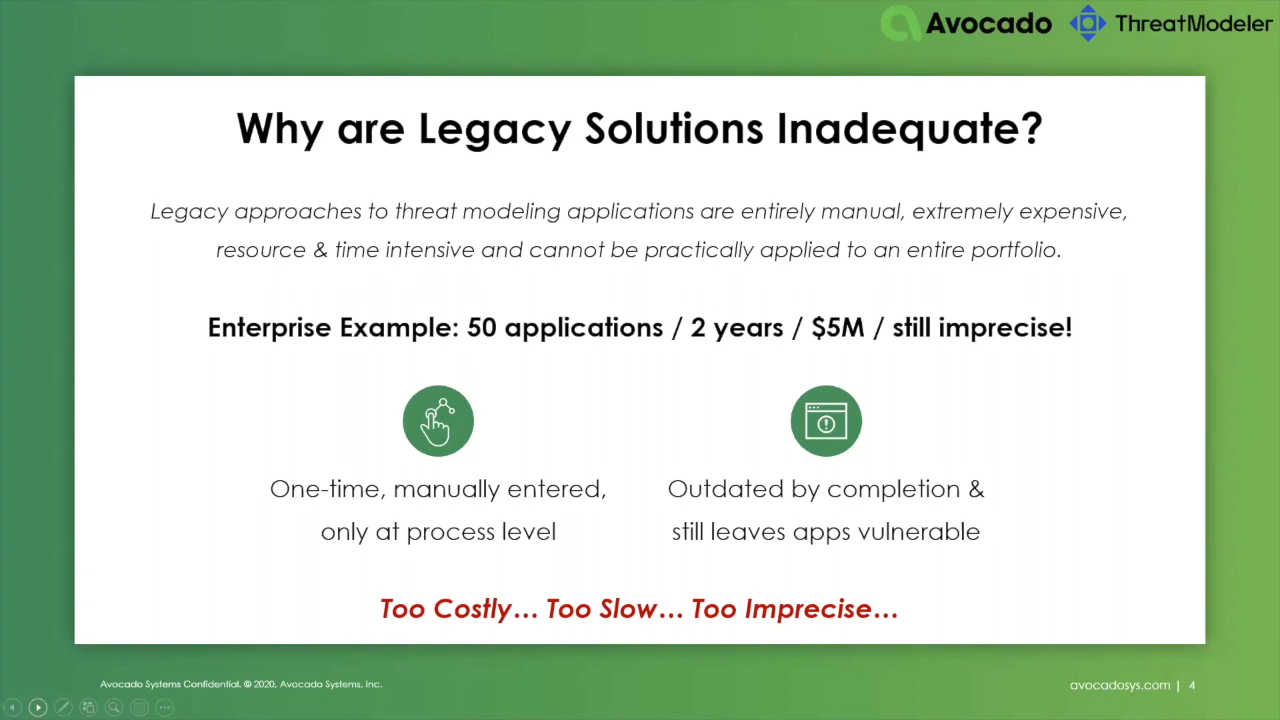 Avocado ThreatModeler
Why are Legacy Solutions Inadequate?
Legacy approaches to threat modeling applications are entirely manual, extremely expensive,
resource & time intensive and cannot be practically applied to an entire portfolio.
Enterprise Example: 50 applications / 2 years / $5M / still imprecise!
One-time, manually entered,
only at process level
Outdated by completion &
still leaves apps vulnerable
Too Costly… Too Slow… Too Imprecise…
Avocado Systems Confidential. © 2020, Avocado Systems, Inc.
avocadosys.com | 4